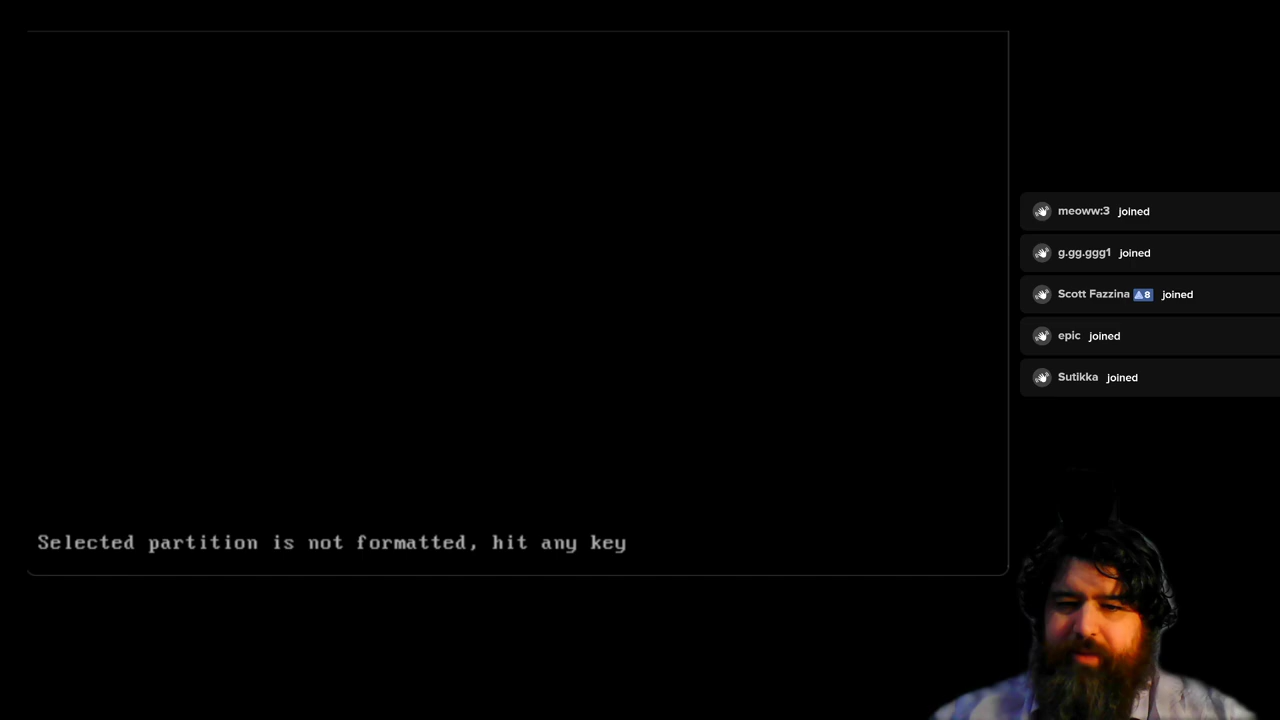 meoww:3 joined
g.gg.ggg1 joined
Scott Fazzina 8 joined
epic joined
Sutikka joined
Selected partition is not formatted, hit any key